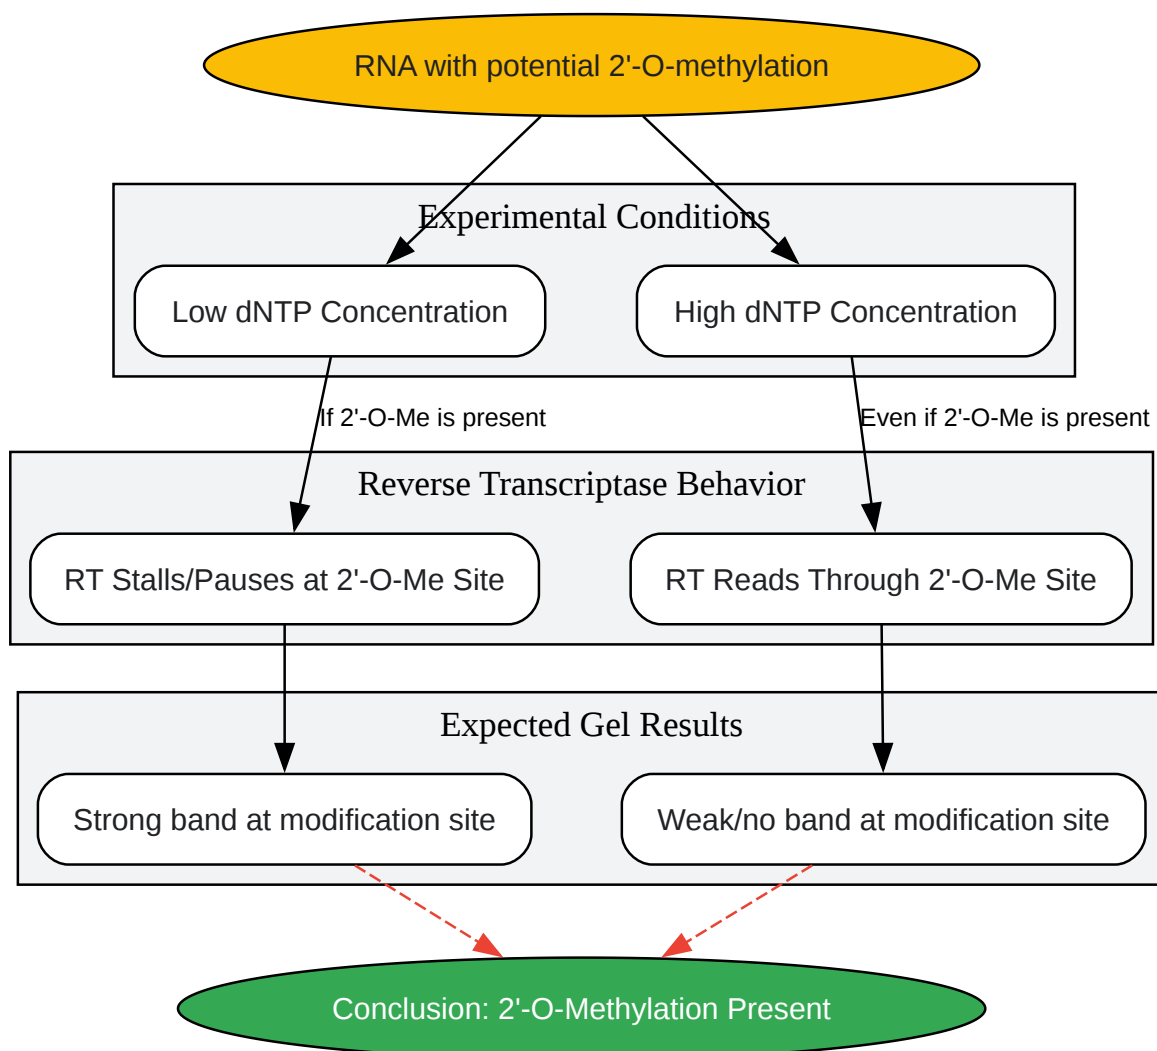 RNA with potential 2'-O-methylation
Experimental Conditions
Low dNTP Concentration
High dNTP Concentration
If 2'-O-Me is present
Even if 2'-O-Me is present
Reverse Transcriptase Behavior
RT Stalls/Pauses at 2'-O-Me Site
RT Reads Through 2'-O-Me Site
Expected Gel Results
Strong band at modification site
Weak/no band at modification site
Conclusion: 2'-O-Methylation Present